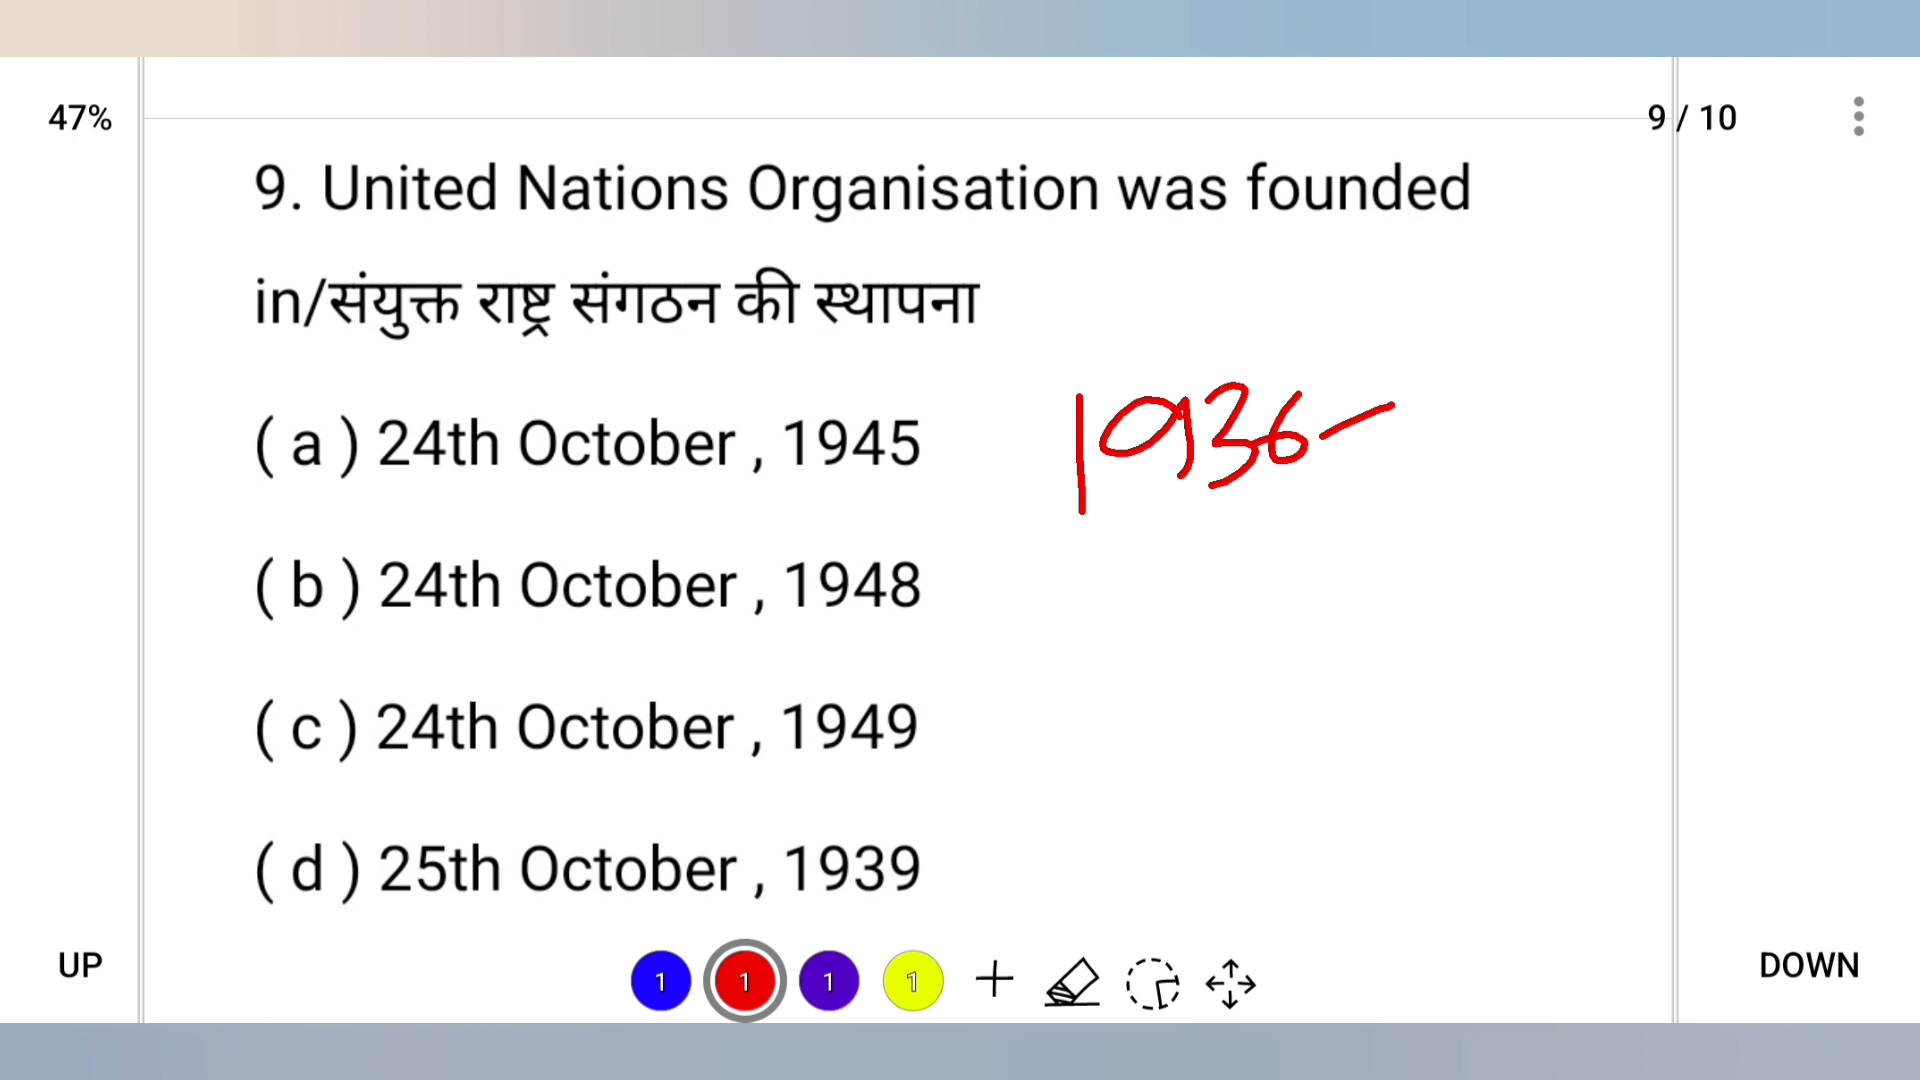 47%
9 / 10
9. United Nations Organisation was founded
in/संयुक्त राष्ट्र संगठन की स्थापना
( a ) 24th October , 1945
1936-
( b ) 24th October , 1948
( c ) 24th October , 1949
( d ) 25th October , 1939
UP
1
1
1
1
DOWN